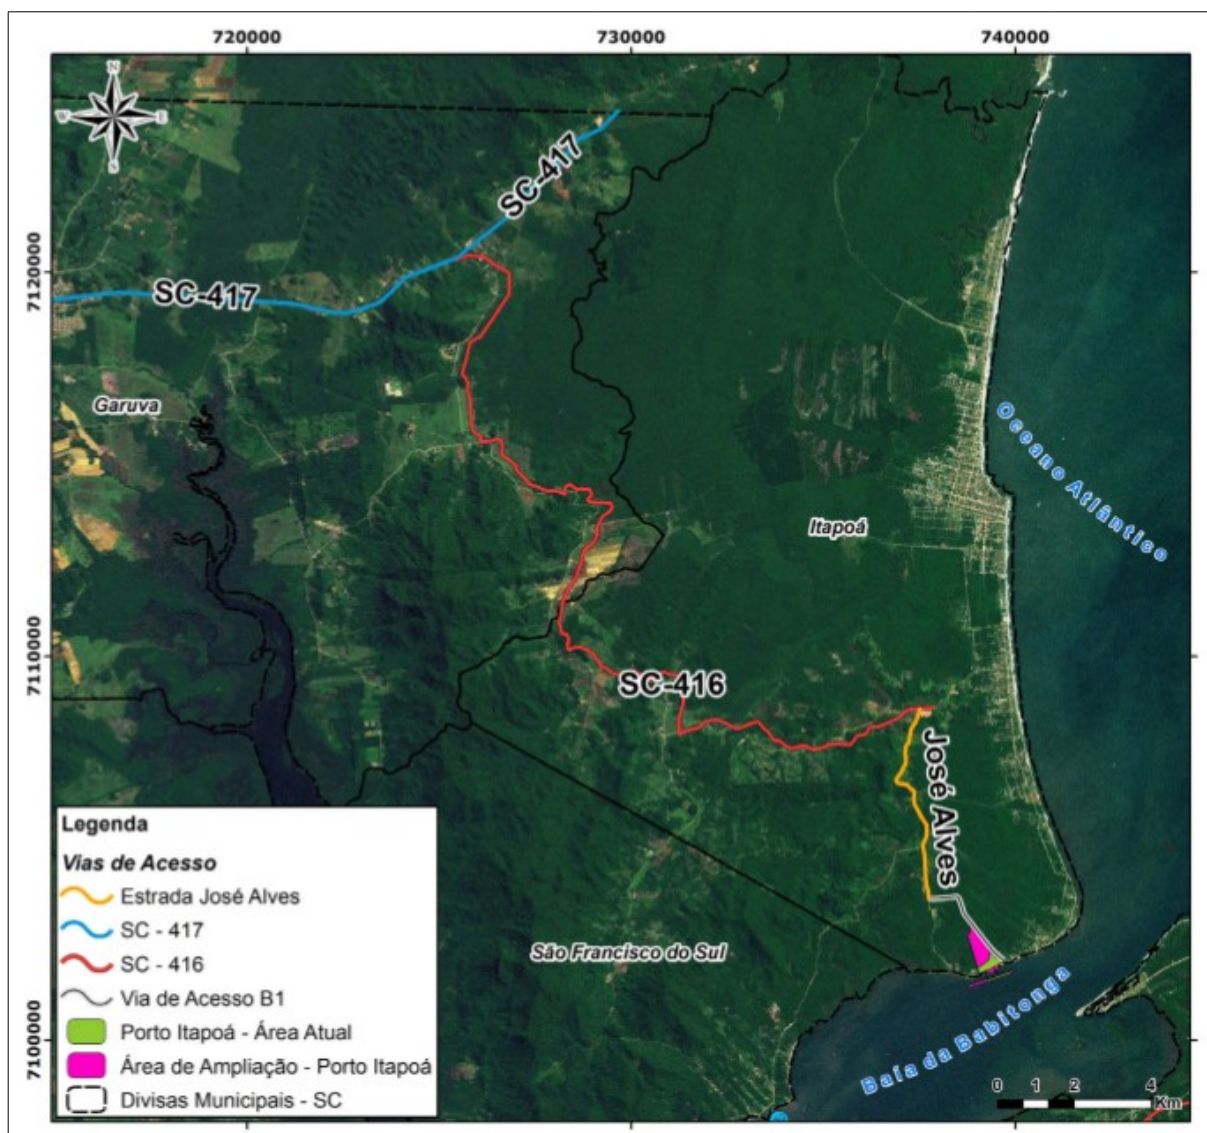 720000
730000
740000
N
W
E
S
SC-417
7120000
7120000
SC-417
Garuva
Oceano Atlântico
Itapoá
7110000
7110000
SC-416
José Alves
Legenda
Vias de Acesso
Estrada José Alves
SC - 417
SC - 416
Via de Acesso B1
Porto Itapoá - Área Atual
Área de Ampliação - Porto Itapoá
Divisas Municipais - SC
São Francisco do Sul
Baía da Babitonga
7100000
7100000
0 1 2 4
Km